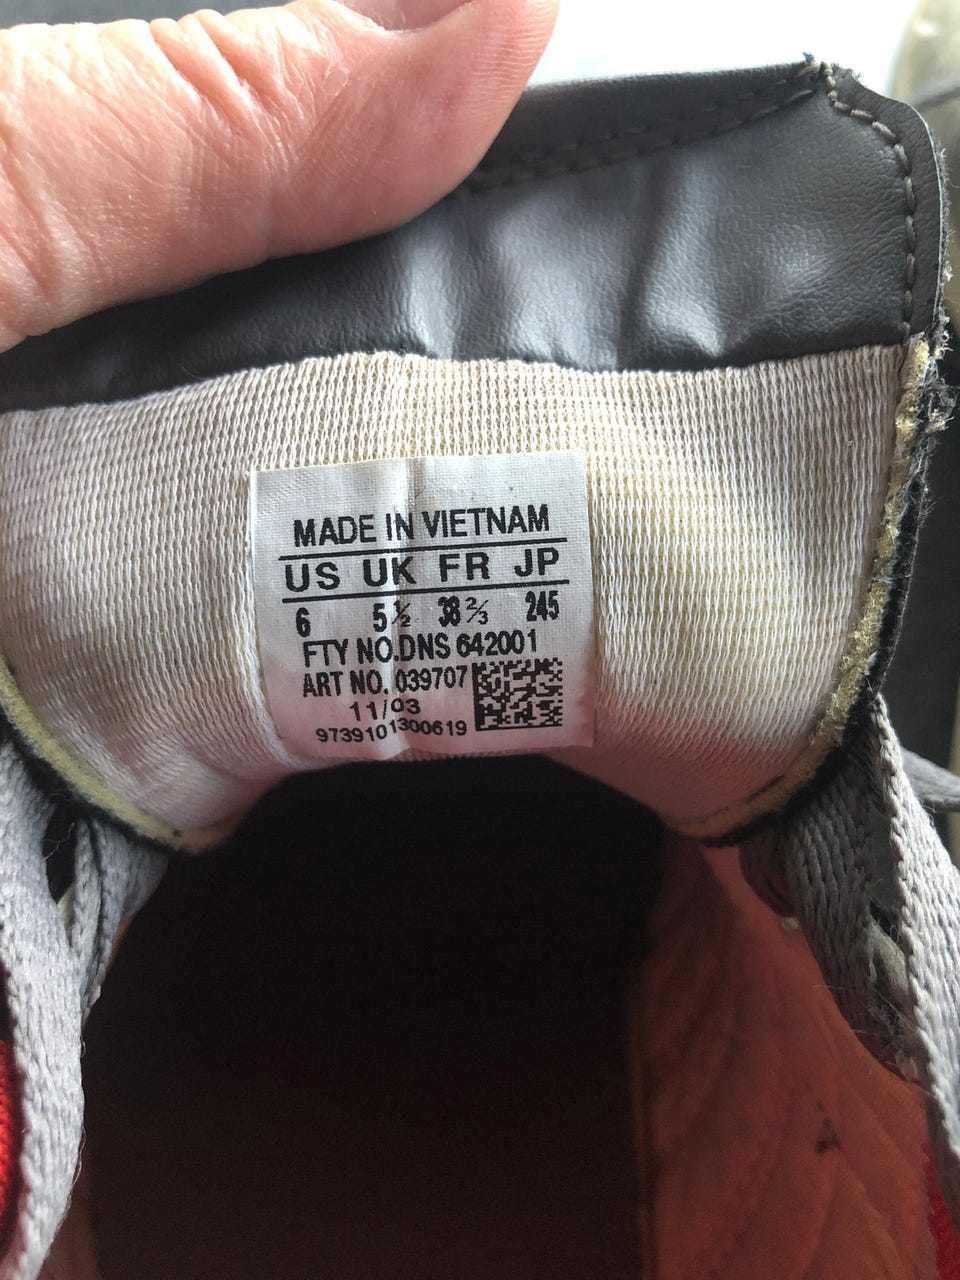 MADE IN VIETNAM
US UK FR JP
6 5½ 38⅔ 245
FTY NO.DNS 642001
ART NO. 039707
11/03
9739101300619